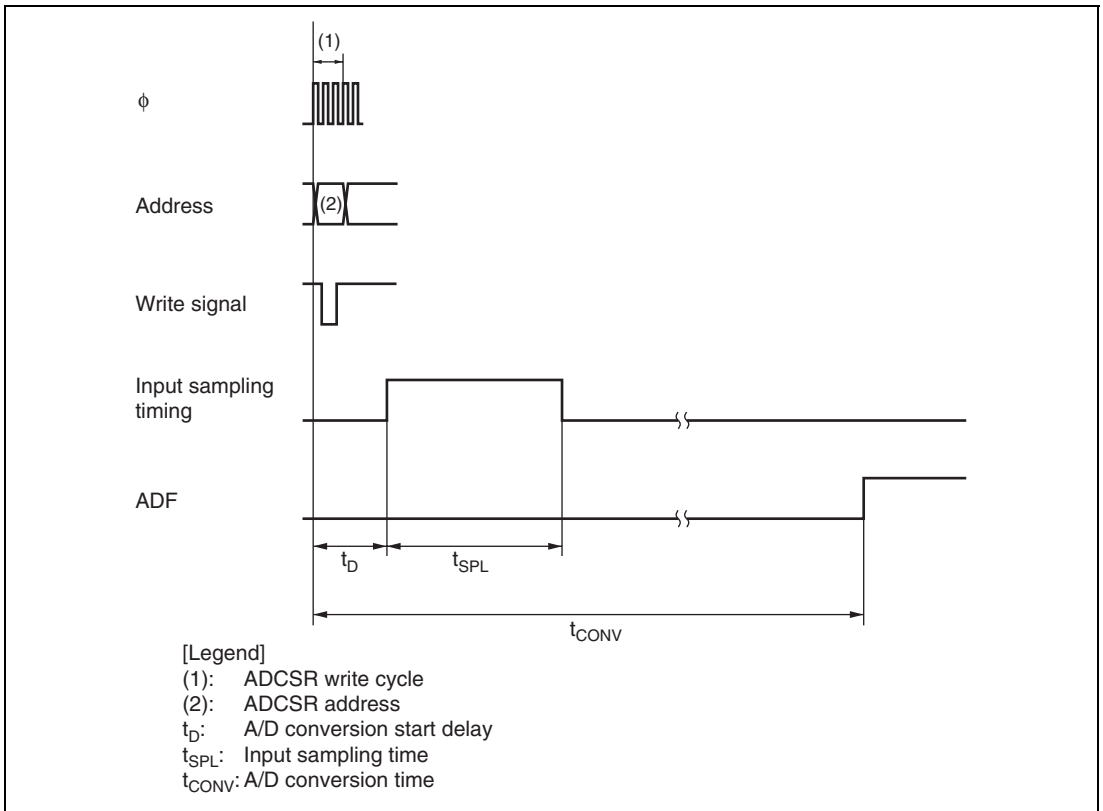 (1)
ϕ
Address
(2)
Write signal
Input sampling
timing
ADF
tD
tSPL
tCONV
[Legend]
(1): ADCSR write cycle
(2): ADCSR address
tD: A/D conversion start delay
tSPL: Input sampling time
tCONV: A/D conversion time